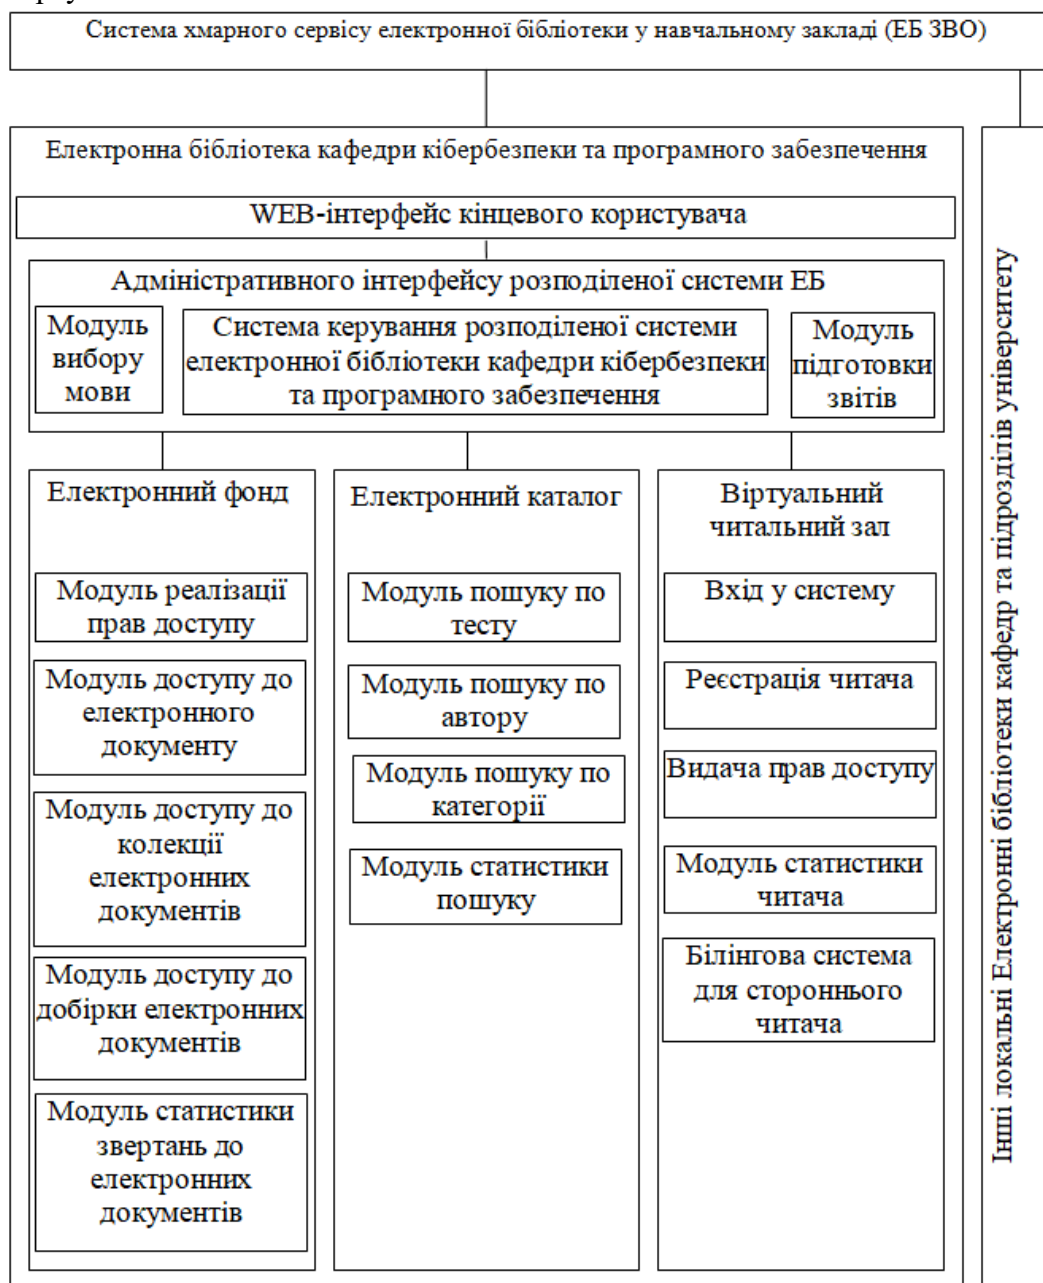 Система хмарного сервісу електронної бібліотеки у навчальному закладі (ЕБ ЗВО)
Електронна бібліотека кафедри кібербезпеки та програмного забезпечення
WEB-інтерфейс кінцевого користувача
Адміністративного інтерфейсу розподіленої системи ЕБ
Модуль
вибору
мови
Система керування розподіленої системи
електронної бібліотеки кафедри кібербезпеки
та програмного забезпечення
Модуль
підготовки
звітів
Електронний фонд
Модуль реалізації
прав доступу
Модуль доступу до
електронного
документу
Модуль доступу до
колекції
електронних
документів
Модуль доступу до
добірки електронних
документів
Модуль статистики
звертань до
електронних
документів
Електронний каталог
Модуль пошуку по
тесту
Модуль пошуку по
автору
Модуль пошуку по
категорії
Модуль статистики
пошуку
Віртуальний
читальний зал
Вхід у систему
Реєстрація читача
Видача прав доступу
Модуль статистики
читача
Білінгова система
для стороннього
читача
Інші локальні Електронні бібліотеки кафедр та підрозділів університету